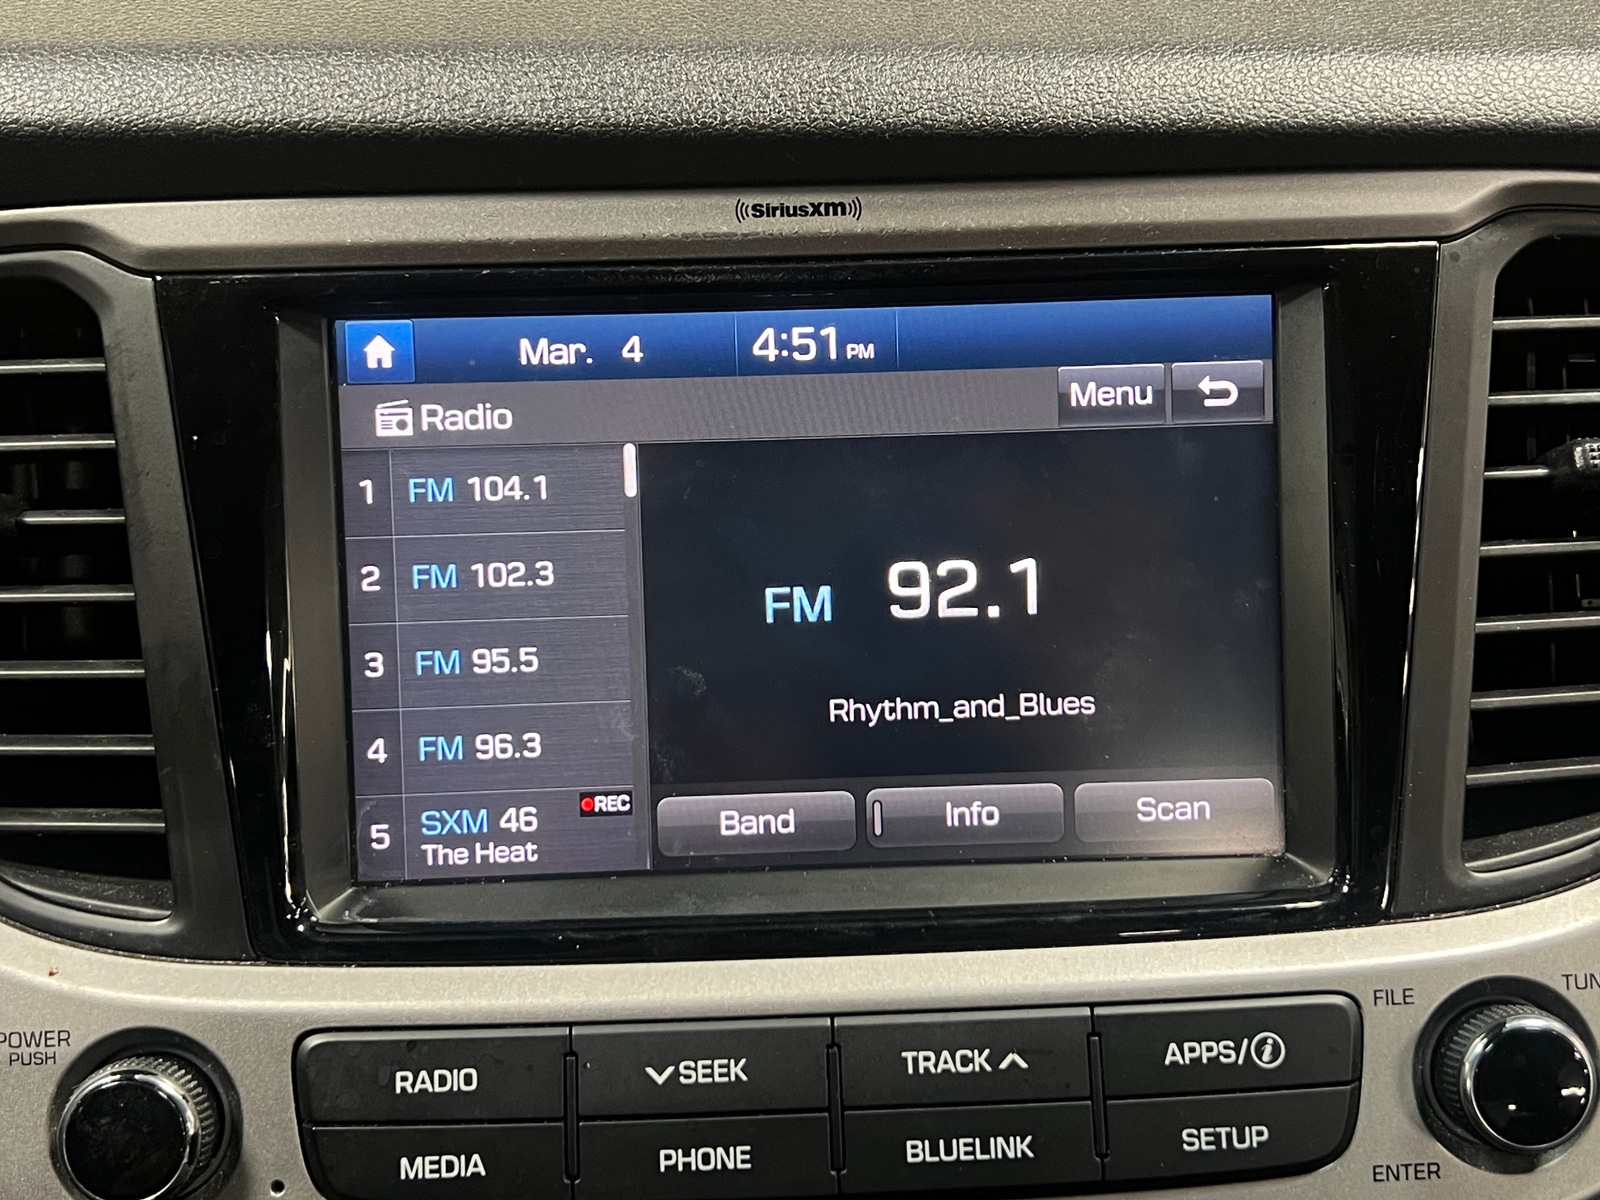 SiriusXM
Mar. 4 4:51 PM
Radio
Menu
1 FM 104.1
2 FM 102.3
3 FM 95.5
4 FM 96.3
5 SXM 46 REC
The Heat
FM 92.1
Rhythm_and_Blues
Band Info Scan
POWER
PUSH
RADIO SEEK TRACK APPS/i
MEDIA PHONE BLUELINK SETUP
FILE
TUN
ENTER